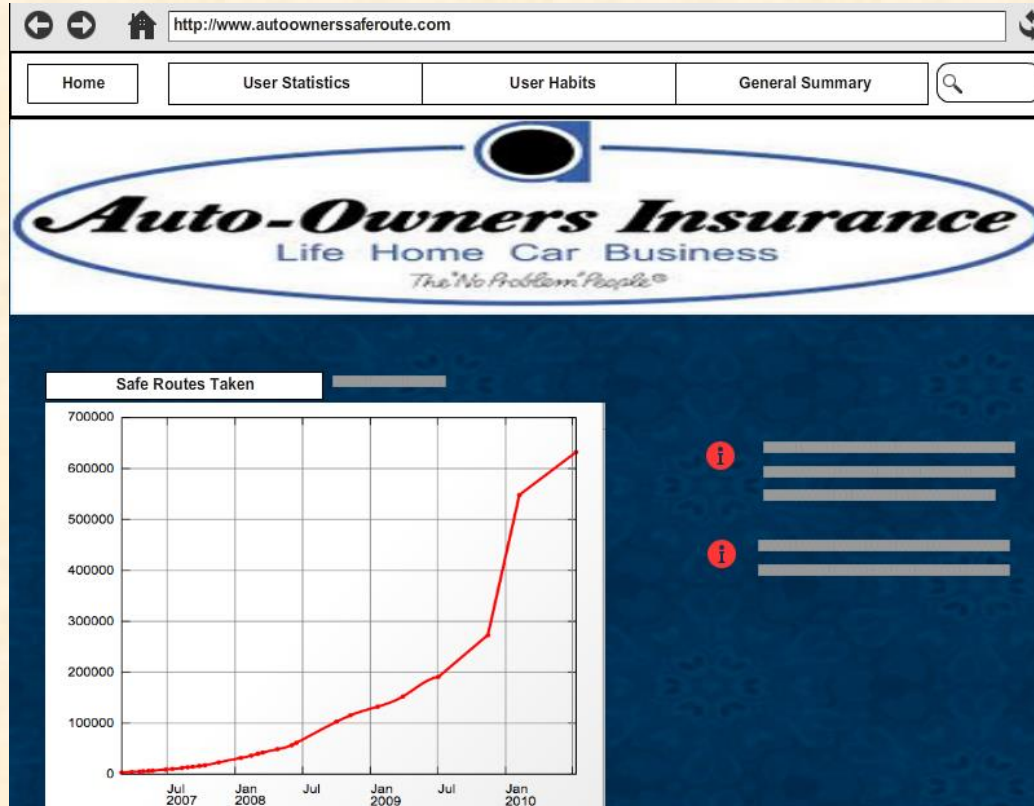 http://www.autoownerssaferoute.com
Home User Statistics User Habits General Summary
a
Auto-Owners Insurance
Life Home Car Business
The "No Problem" People®
Safe Routes Taken
700000
600000
500000
400000
300000
200000
100000
0
Jul Jan Jul Jan Jul Jan
2007 2008 2009 2010